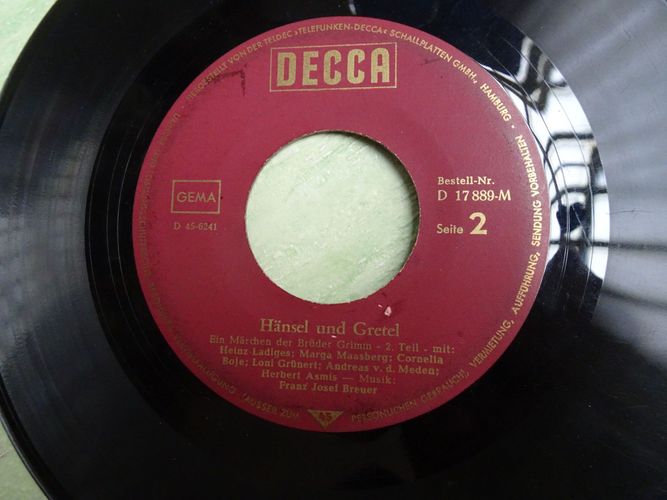 HERGESTELLT VON DER TELDEC »TELEFUNKEN-DECCA« SCHALLPLATTEN GMBH« HAMBURG ·
DECCA
GEMA
D 45-6241
Bestell-Nr.
D 17 889-M
Seite 2
Hänsel und Gretel
Ein Märchen der Brüder Grimm - 2. Teil - mit:
Heinz Ladiges; Marga Maasberg; Cornelia
Boje; Loni Grünert; Andreas v. d. Meden;
Herbert Asmis — Musik:
Franz Josef Breuer
45
(AUSSER ZUM PERSÖNLICHEN GEBRAUCH), VERMIETUNG, AUFFÜHRUNG, SENDUNG VORBEHALTEN